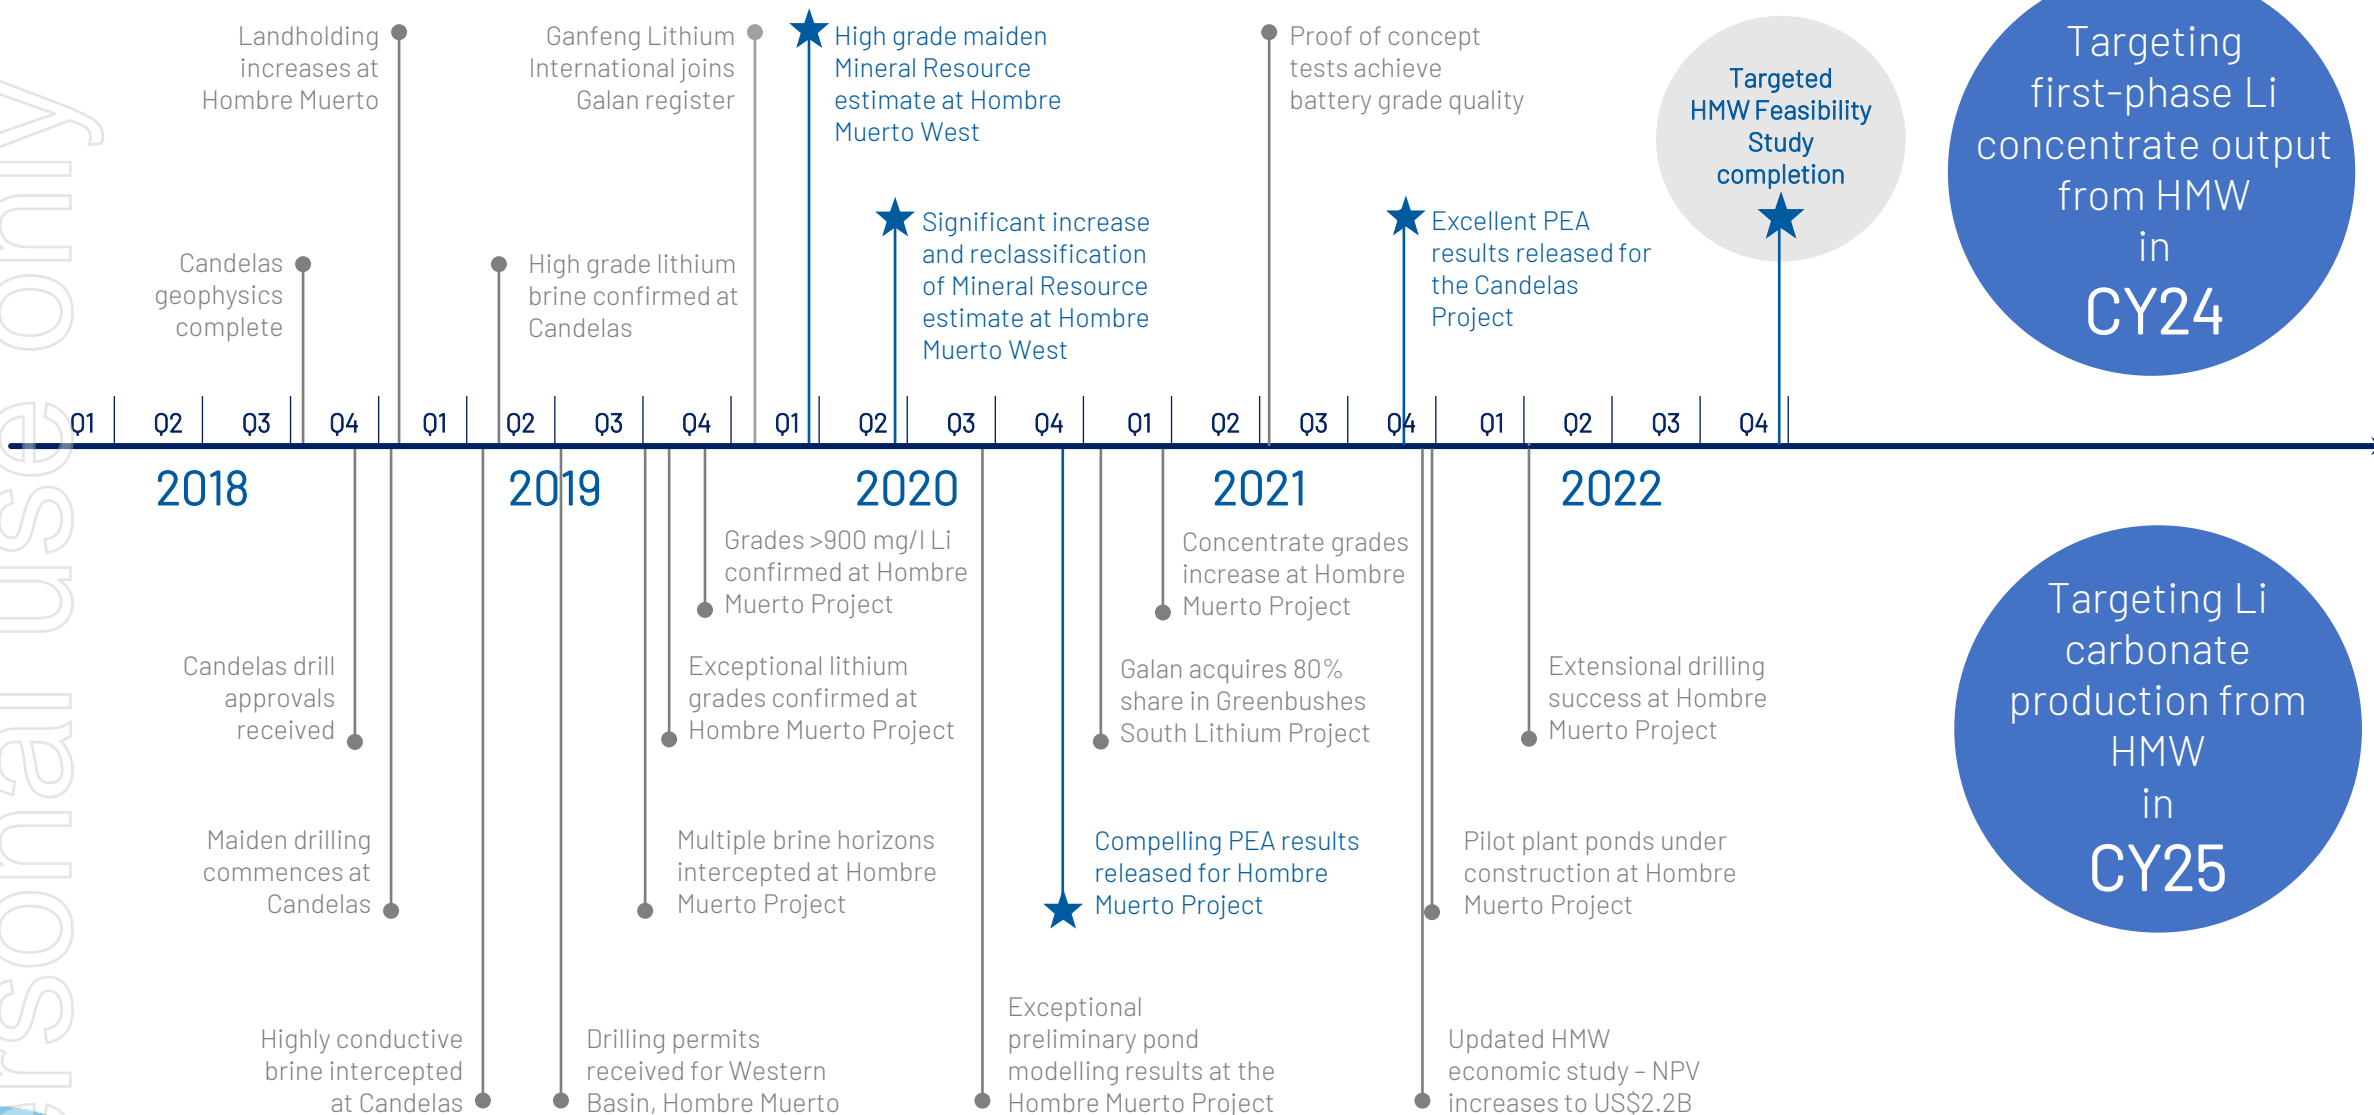 Landholding
increases at
Hombre Muerto
Ganfeng Lithium
International joins
Galan register
High grade maiden
Mineral Resource
estimate at Hombre
Muerto West
Proof of concept
tests achieve
battery grade quality
Targeted
HMW Feasibility
Study
completion
Targeting
first-phase Li
concentrate output
from HMW
in
CY24
Candelas
geophysics
complete
High grade lithium
brine confirmed at
Candelas
Significant increase
and reclassification
of Mineral Resource
estimate at Hombre
Muerto West
Excellent PEA
results released for
the Candelas
Project
Q1 Q2 Q3 Q4 Q1 Q2 Q3 Q4 Q1 Q2 Q3 Q4 Q1 Q2 Q3 Q4 Q1 Q2 Q3 Q4
2018 2019 2020 2021 2022
Grades >900 mg/l Li
confirmed at Hombre
Muerto Project
Concentrate grades
increase at Hombre
Muerto Project
Candelas drill
approvals
received
Exceptional lithium
grades confirmed at
Hombre Muerto Project
Galan acquires 80%
share in Greenbushes
South Lithium Project
Extensional drilling
success at Hombre
Muerto Project
Targeting Li
carbonate
production from
HMW
in
CY25
Maiden drilling
commences at
Candelas
Multiple brine horizons
intercepted at Hombre
Muerto Project
Compelling PEA results
released for Hombre
Muerto Project
Pilot plant ponds under
construction at Hombre
Muerto Project
Highly conductive
brine intercepted
at Candelas
Drilling permits
received for Western
Basin, Hombre Muerto
Exceptional
preliminary pond
modelling results at the
Hombre Muerto Project
Updated HMW
economic study – NPV
increases to US$2.2B
ersonal use only